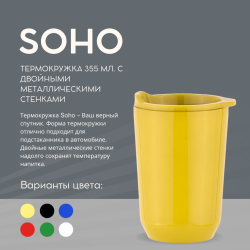 SOHO
ТЕРМОКРУЖКА 355 МЛ. С
ДВОЙНЫМИ
МЕТАЛЛИЧЕСКИМИ
СТЕНКАМИ
Термокружка Soho – Ваш верный
спутник. Форма термокружки
отлично подходит для
подстаканника в автомобиле.
Двойные металлические стенки
надолго сохранят температуру
напитка.
Варианты цвета: